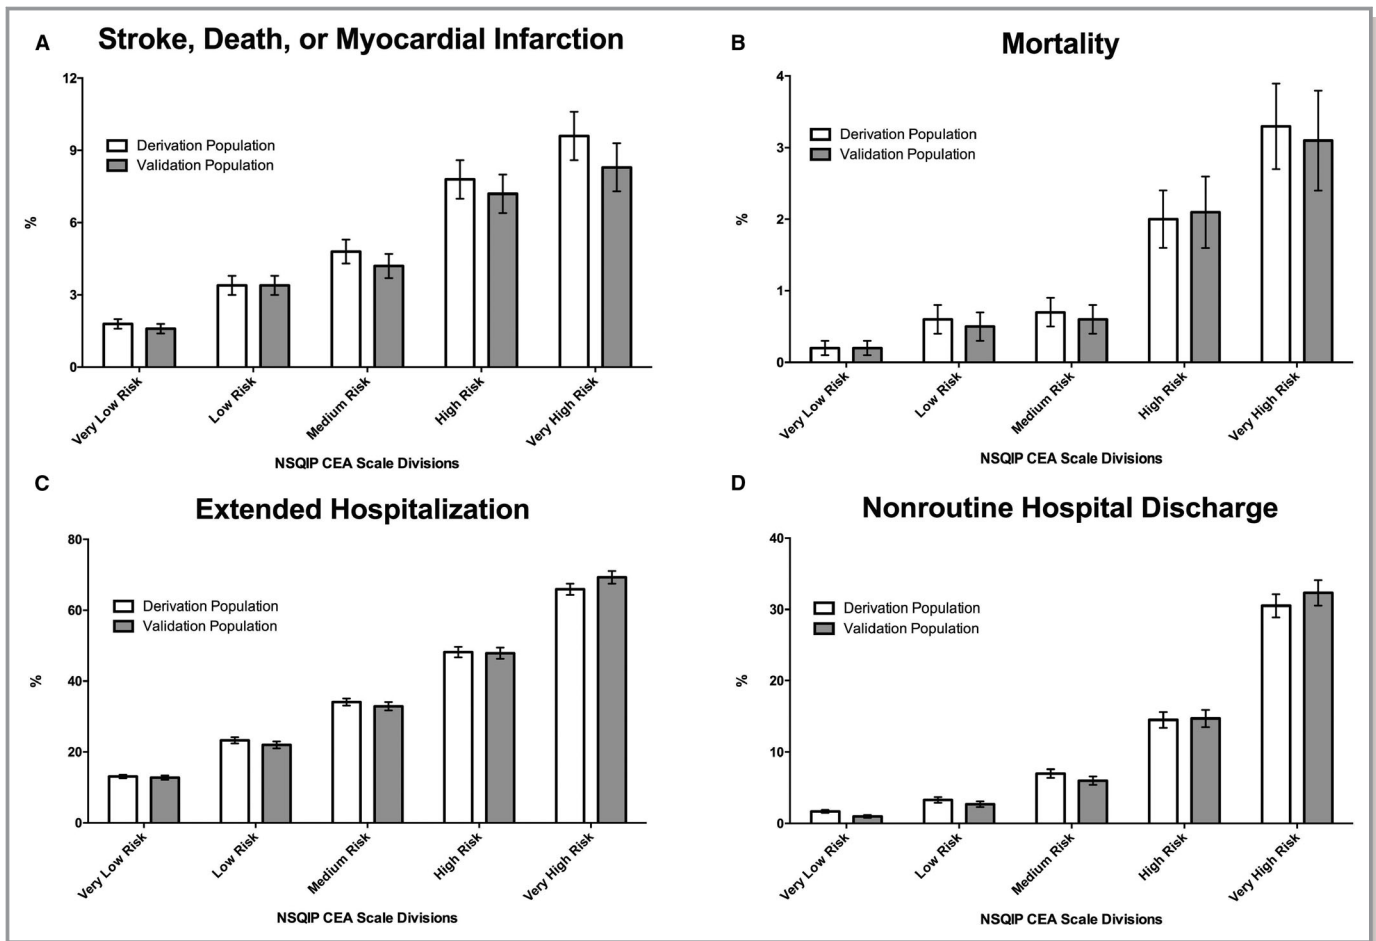 A
Stroke, Death, or Myocardial Infarction
12
9
6
3
0
%
Derivation Population
Validation Population
Very Low Risk
Low Risk
Medium Risk
High Risk
Very High Risk
NSQIP CEA Scale Divisions
B
Mortality
4
3
2
1
0
%
Derivation Population
Validation Population
Very Low Risk
Low Risk
Medium Risk
High Risk
Very High Risk
NSQIP CEA Scale Divisions
C
Extended Hospitalization
80
60
40
20
0
%
Derivation Population
Validation Population
Very Low Risk
Low Risk
Medium Risk
High Risk
Very High Risk
NSQIP CEA Scale Divisions
D
Nonroutine Hospital Discharge
40
30
20
10
0
%
Derivation Population
Validation Population
Very Low Risk
Low Risk
Medium Risk
High Risk
Very High Risk
NSQIP CEA Scale Divisions